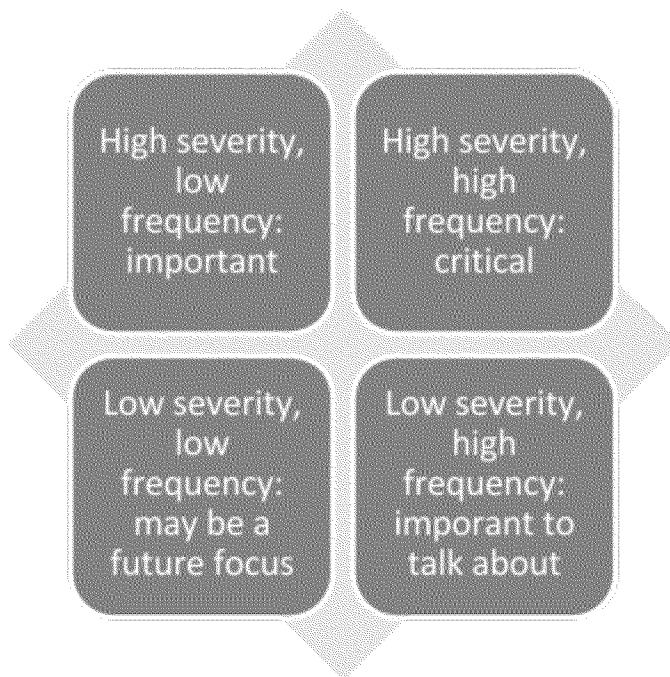 High severity,
low
frequency:
important
High severity,
high
frequency:
critical
Low severity,
low
frequency:
may be a
future focus
Low severity,
high
frequency:
imporant to
talk about